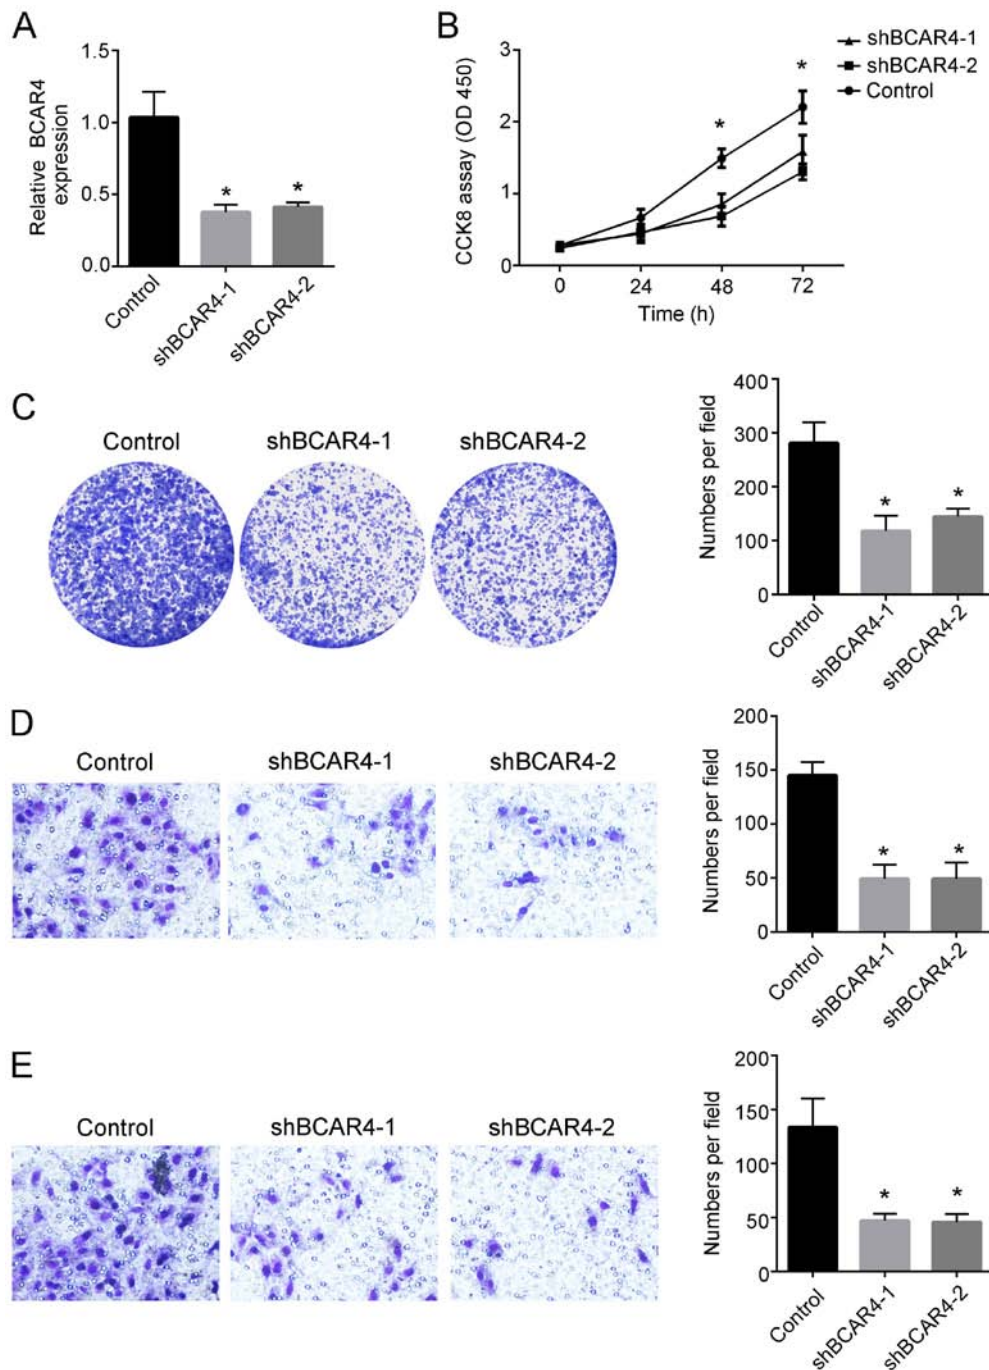 A
Relative BCAR4
expression
1.5
1.0
0.5
0.0
*
*
Control
shBCAR4-1
shBCAR4-2
B
CCK8 assay (OD 450)
3
2
1
0
*
*
0
24
48
72
Time (h)
shBCAR4-1
shBCAR4-2
Control
C
Control
shBCAR4-1
shBCAR4-2
Numbers per field
400
300
200
100
0
*
*
Control
shBCAR4-1
shBCAR4-2
D
Control
shBCAR4-1
shBCAR4-2
Numbers per field
200
150
100
50
0
*
*
Control
shBCAR4-1
shBCAR4-2
E
Control
shBCAR4-1
shBCAR4-2
Numbers per field
200
150
100
50
0
*
*
Control
shBCAR4-1
shBCAR4-2